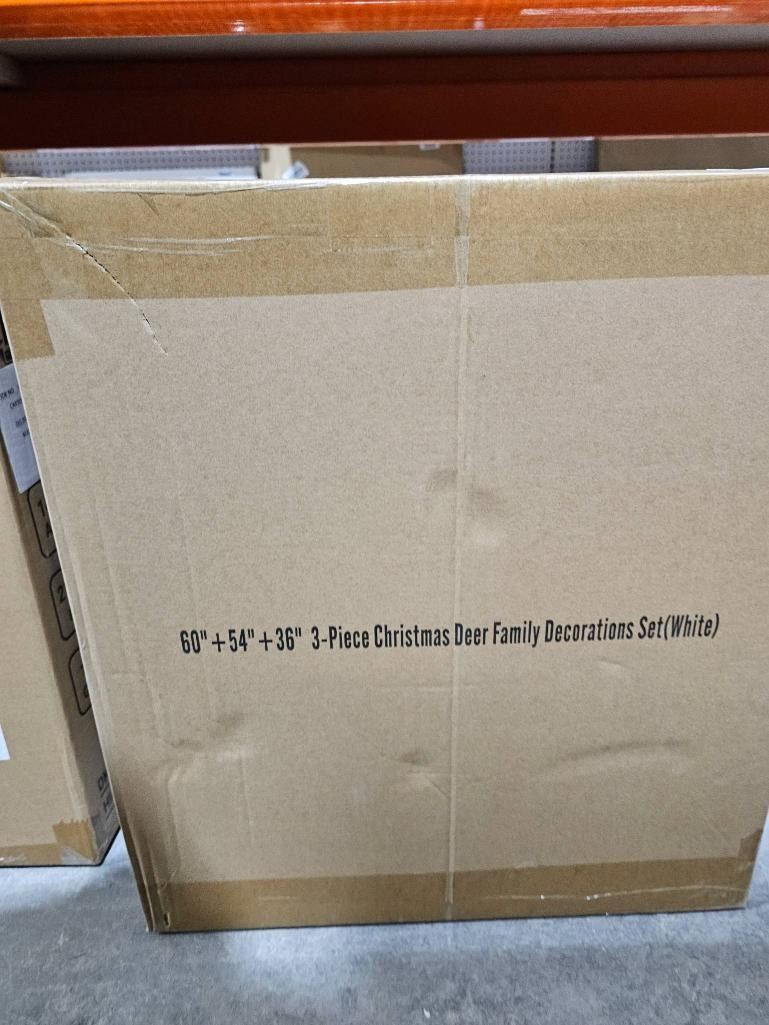 60"+54"+36" 3-Piece Christmas Deer Family Decorations Set(White)